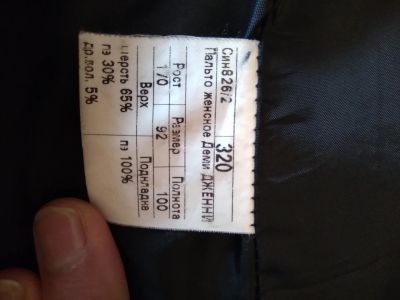 Син826/2 320
Пальто женское Деми ДЖЕННИ
Рост Размер Полнота
170 92 100
Верх Подкладка
Шерсть 65% пэ 100%
пэ 30%
др.вол. 5%